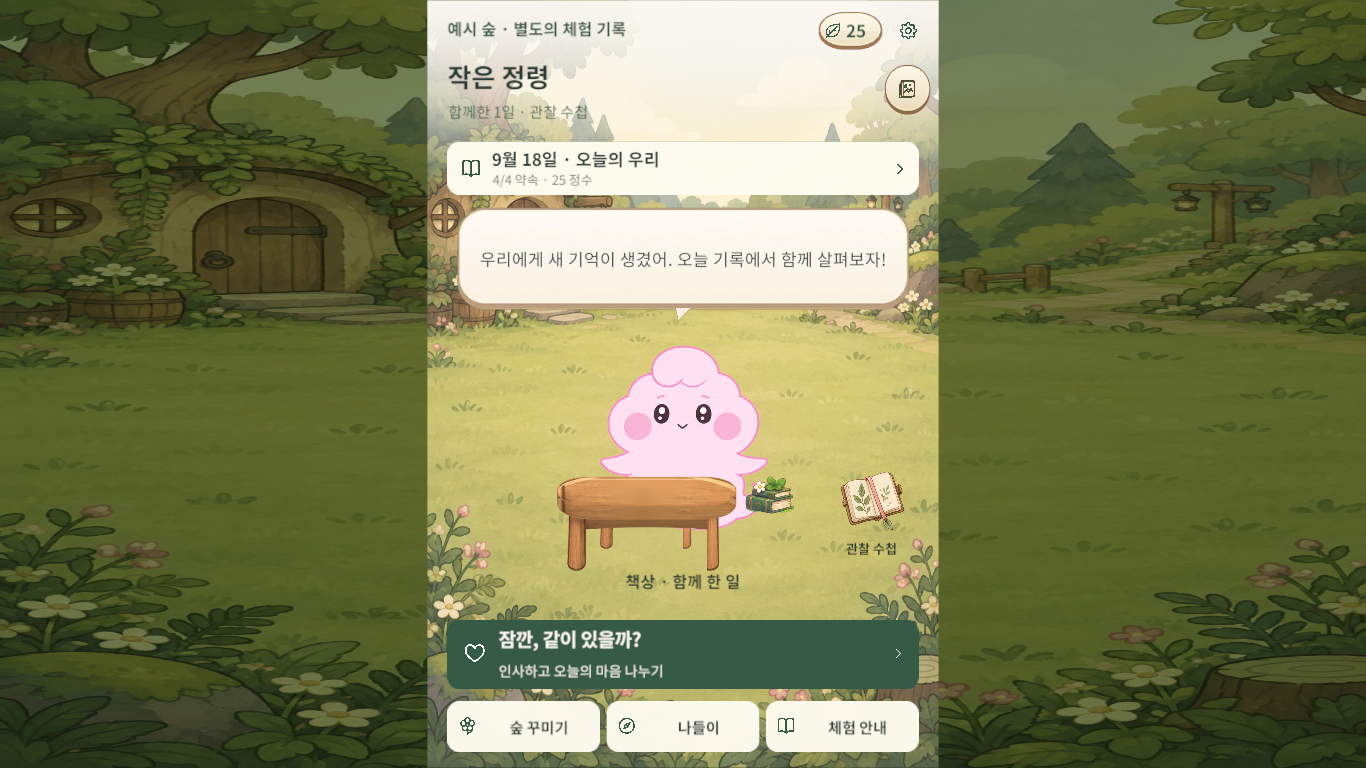 예시 숲 · 별도의 체험 기록
25
작은 정령
함께한 1일 · 관찰 수첩
9월 18일 · 오늘의 우리
4/4 약속 · 25 정수
우리에게 새 기억이 생겼어. 오늘 기록에서 함께 살펴보자!
관찰 수첩
책상 · 함께 한 일
잠깐, 같이 있을까?
인사하고 오늘의 마음 나누기
숲 꾸미기
나들이
체험 안내